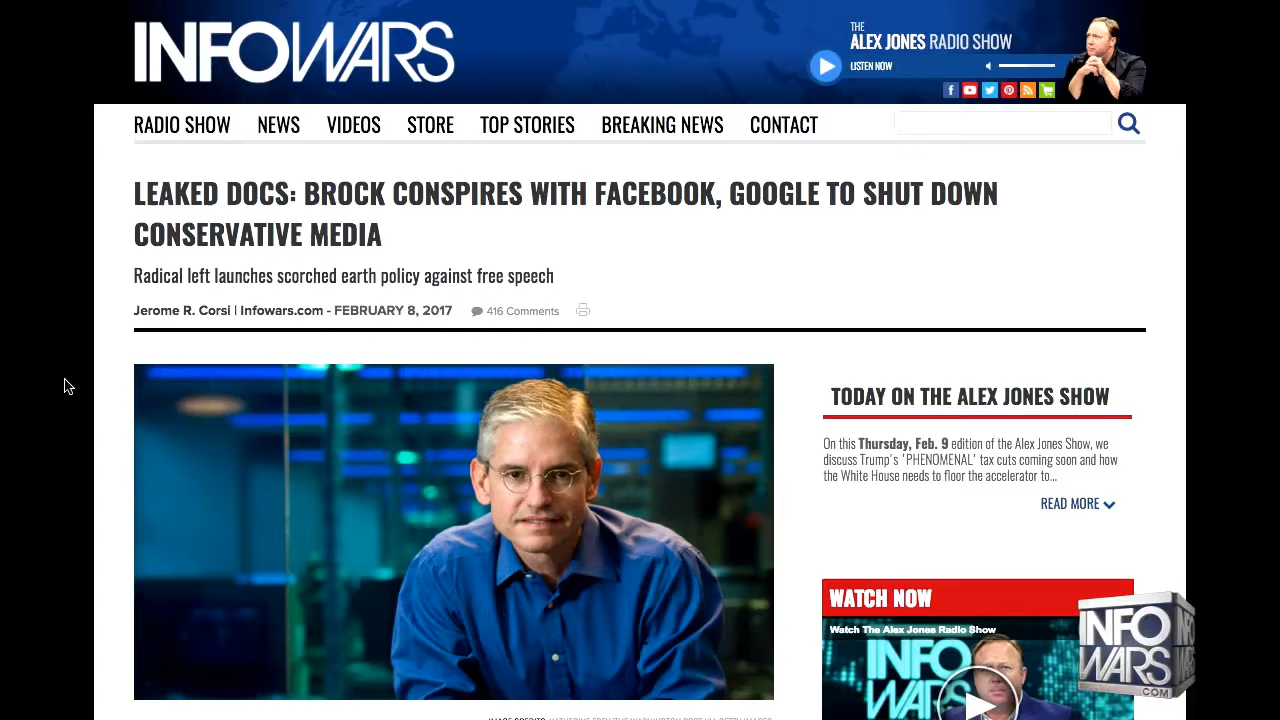 INFOWARS
THE
ALEX JONES RADIO SHOW
LISTEN NOW
RADIO SHOW NEWS VIDEOS STORE TOP STORIES BREAKING NEWS CONTACT
LEAKED DOCS: BROCK CONSPIRES WITH FACEBOOK, GOOGLE TO SHUT DOWN
CONSERVATIVE MEDIA
Radical left launches scorched earth policy against free speech
Jerome R. Corsi | Infowars.com - FEBRUARY 8, 2017 416 Comments
TODAY ON THE ALEX JONES SHOW
On this Thursday, Feb. 9 edition of the Alex Jones Show, we
discuss Trump's 'PHENOMENAL' tax cuts coming soon and how
the White House needs to floor the accelerator to...
READ MORE
WATCH NOW
Watch The Alex Jones Radio Show
INFO
WARS
INFO
WARS
.COM